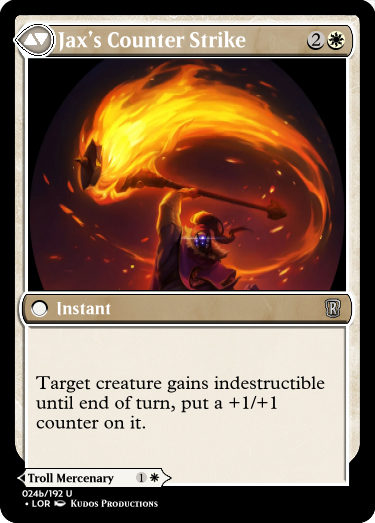 Jax's Counter Strike 2
Instant
R
Target creature gains indestructible
until end of turn, put a +1/+1
counter on it.
Troll Mercenary 1
024b/192 U
• LOR Kudos Productions